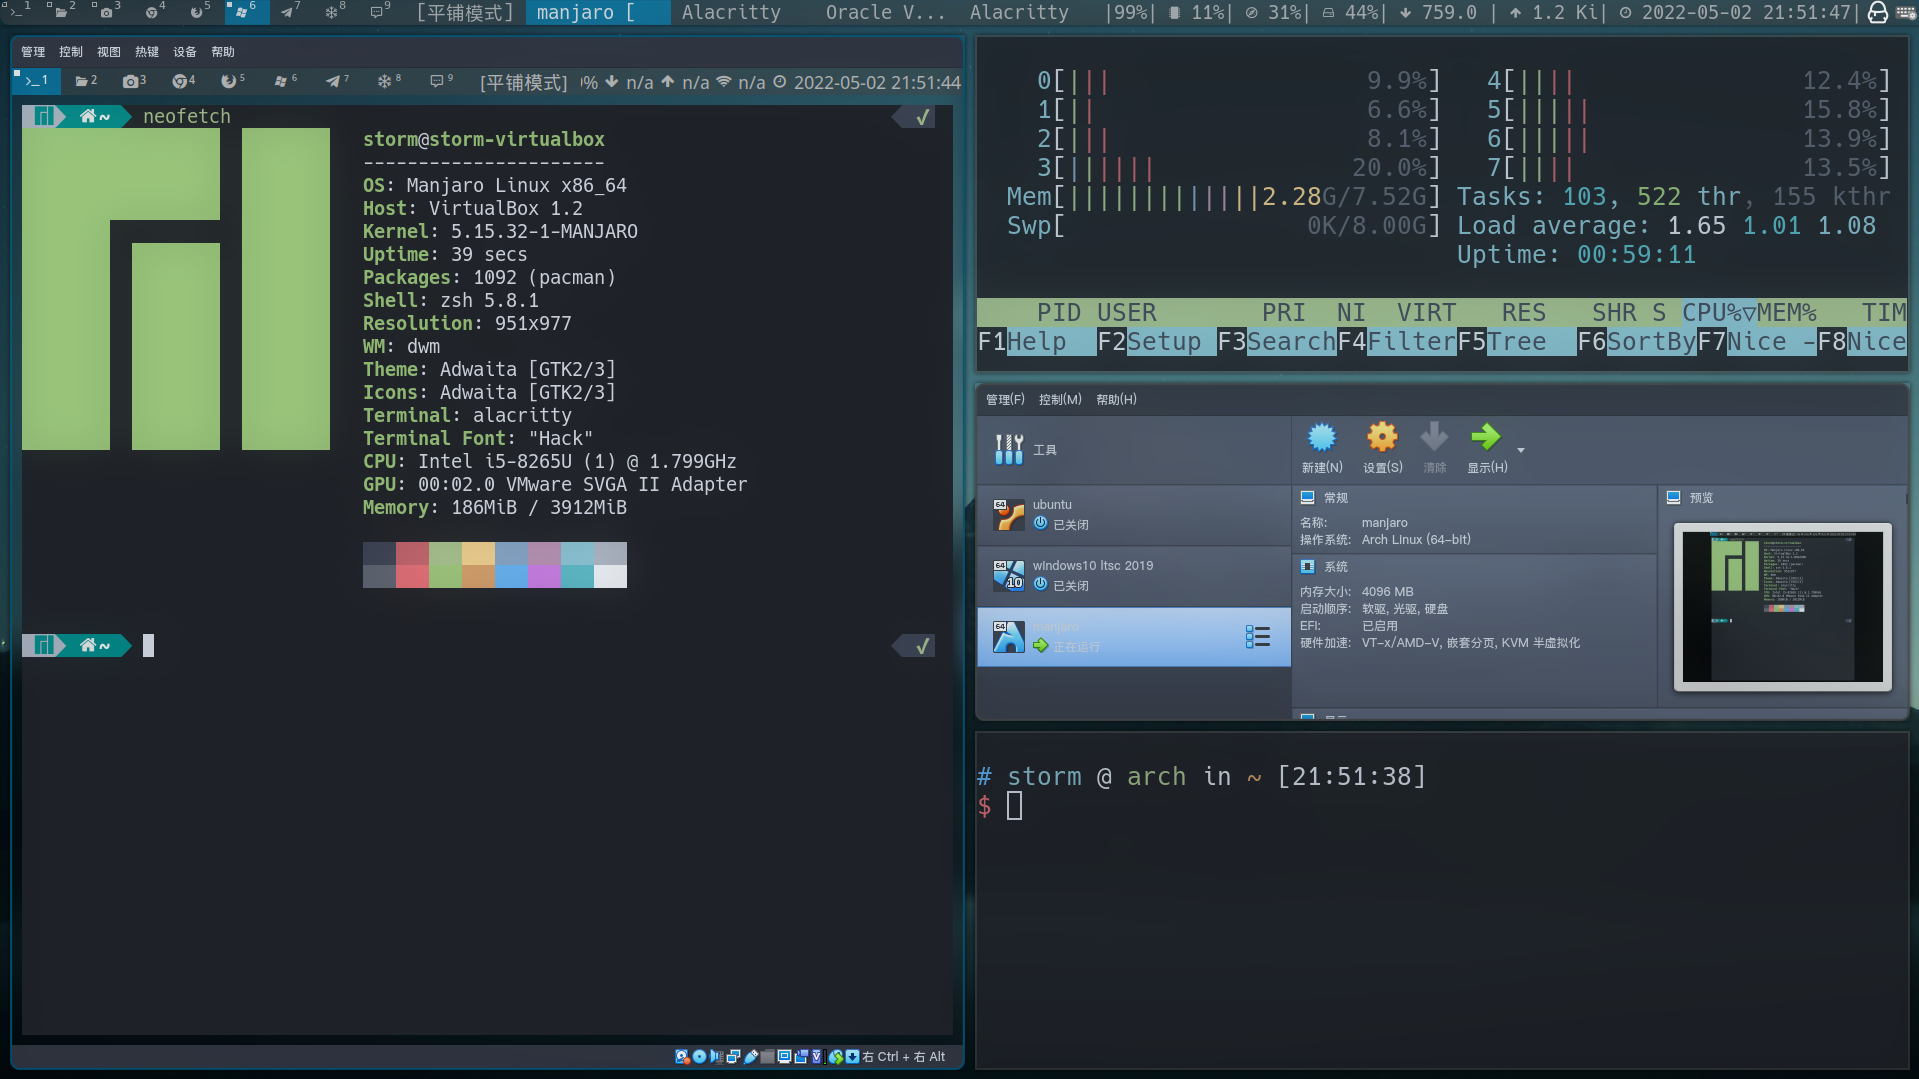 1 2 3 4 5 6 7 8 9 [平铺模式] manjaro [ Alacritty Oracle V... Alacritty |99%| 11%| 31%| 44%| 759.0 | 1.2 Ki| 2022-05-02 21:51:47|
管理 控制 视图 热键 设备 帮助
1 2 3 4 5 6 7 8 9 [平铺模式] % n/a n/a n/a 2022-05-02 21:51:44
~ neofetch √
storm@storm-virtualbox
----------------------
OS: Manjaro Linux x86_64
Host: VirtualBox 1.2
Kernel: 5.15.32-1-MANJARO
Uptime: 39 secs
Packages: 1092 (pacman)
Shell: zsh 5.8.1
Resolution: 951x977
WM: dwm
Theme: Adwaita [GTK2/3]
Icons: Adwaita [GTK2/3]
Terminal: alacritty
Terminal Font: "Hack"
CPU: Intel i5-8265U (1) @ 1.799GHz
GPU: 00:02.0 VMware SVGA II Adapter
Memory: 186MiB / 3912MiB
~ √
右 Ctrl + 右 Alt
0[||| 9.9%] 4[|||| 12.4%]
1[|| 6.6%] 5[||||| 15.8%]
2[||| 8.1%] 6[||||| 13.9%]
3[|||||| 20.0%] 7[|||| 13.5%]
Mem[|||||||||||||2.28G/7.52G] Tasks: 103, 522 thr, 155 kthr
Swp[ 0K/8.00G] Load average: 1.65 1.01 1.08
Uptime: 00:59:11
PID USER PRI NI VIRT RES SHR S CPU%▽MEM% TIM
F1Help F2Setup F3SearchF4FilterF5Tree F6SortByF7Nice -F8Nice
管理(F) 控制(M) 帮助(H)
工具
新建(N) 设置(S) 清除 显示(H)
64 ubuntu
已关闭
64 10 windows10 ltsc 2019
已关闭
64 manjaro
正在运行
常规
名称: manjaro
操作系统: Arch Linux (64-bit)
系统
内存大小: 4096 MB
启动顺序: 软驱, 光驱, 硬盘
EFI: 已启用
硬件加速: VT-x/AMD-V, 嵌套分页, KVM 半虚拟化
预览
# storm @ arch in ~ [21:51:38]
$